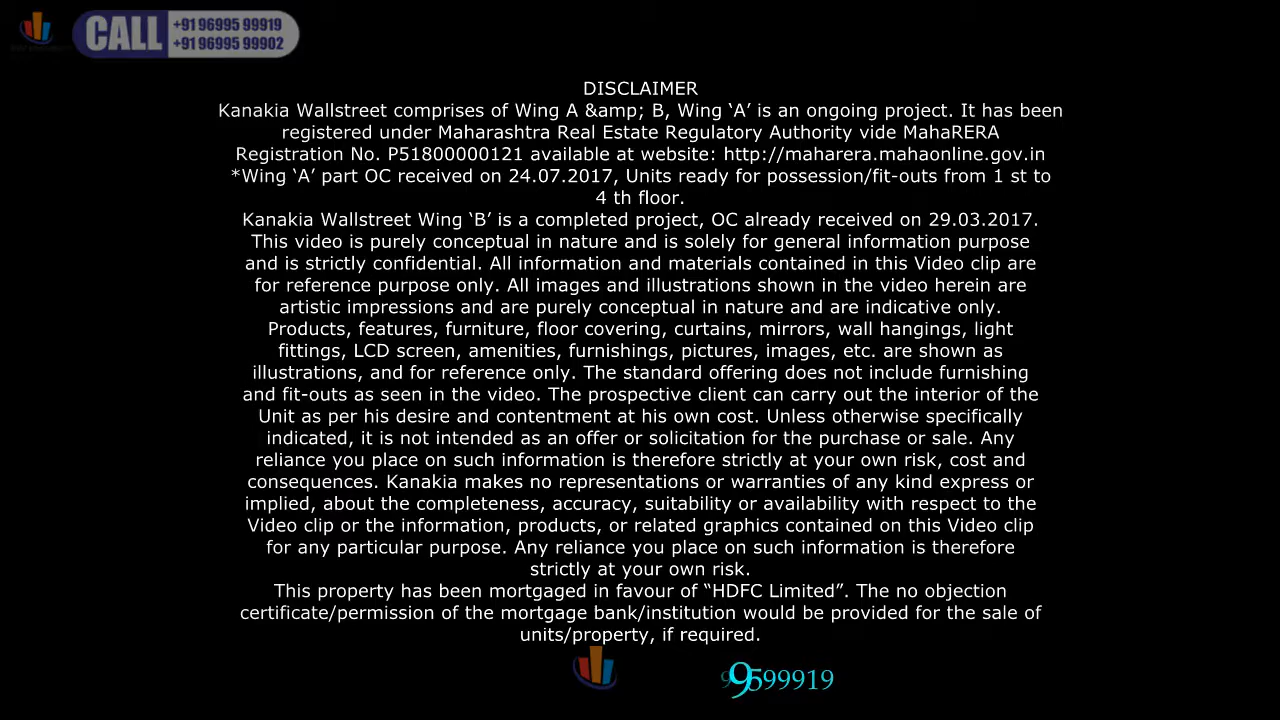 CALL
+91 96995 99919
+91 96995 99902
DISCLAIMER
Kanakia Wallstreet comprises of Wing A &amp; B, Wing ‘A’ is an ongoing project. It has been
registered under Maharashtra Real Estate Regulatory Authority vide MahaRERA
Registration No. P51800000121 available at website: http://maharera.mahaonline.gov.in
*Wing ‘A’ part OC received on 24.07.2017, Units ready for possession/fit-outs from 1 st to
4 th floor.
Kanakia Wallstreet Wing ‘B’ is a completed project, OC already received on 29.03.2017.
This video is purely conceptual in nature and is solely for general information purpose
and is strictly confidential. All information and materials contained in this Video clip are
for reference purpose only. All images and illustrations shown in the video herein are
artistic impressions and are purely conceptual in nature and are indicative only.
Products, features, furniture, floor covering, curtains, mirrors, wall hangings, light
fittings, LCD screen, amenities, furnishings, pictures, images, etc. are shown as
illustrations, and for reference only. The standard offering does not include furnishing
and fit-outs as seen in the video. The prospective client can carry out the interior of the
Unit as per his desire and contentment at his own cost. Unless otherwise specifically
indicated, it is not intended as an offer or solicitation for the purchase or sale. Any
reliance you place on such information is therefore strictly at your own risk, cost and
consequences. Kanakia makes no representations or warranties of any kind express or
implied, about the completeness, accuracy, suitability or availability with respect to the
Video clip or the information, products, or related graphics contained on this Video clip
for any particular purpose. Any reliance you place on such information is therefore
strictly at your own risk.
This property has been mortgaged in favour of “HDFC Limited”. The no objection
certificate/permission of the mortgage bank/institution would be provided for the sale of
units/property, if required.